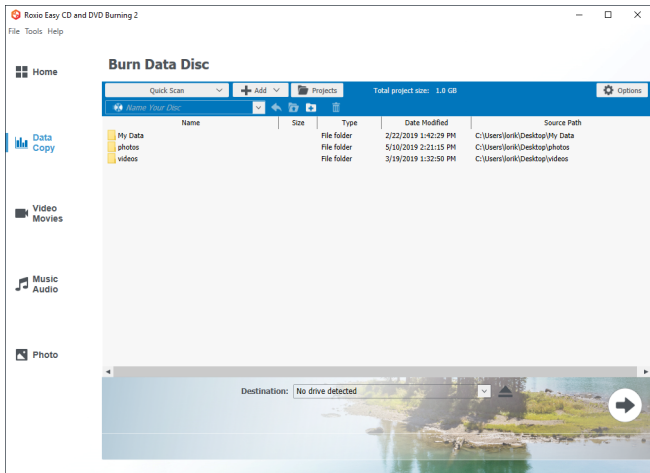 Roxio Easy CD and DVD Burning 2
File Tools Help
Home
Data
Copy
Video
Movies
Music
Audio
Photo
Burn Data Disc
Quick Scan Add Projects Total project size: 1.0 GB Options
Name Your Disc
Name Size Type Date Modified Source Path
My Data File folder 2/22/2019 1:42:29 PM C:\Users\lorik\Desktop\My Data
photos File folder 5/10/2019 2:21:15 PM C:\Users\lorik\Desktop\photos
videos File folder 3/19/2019 1:32:50 PM C:\Users\lorik\Desktop\videos
Destination: No drive detected